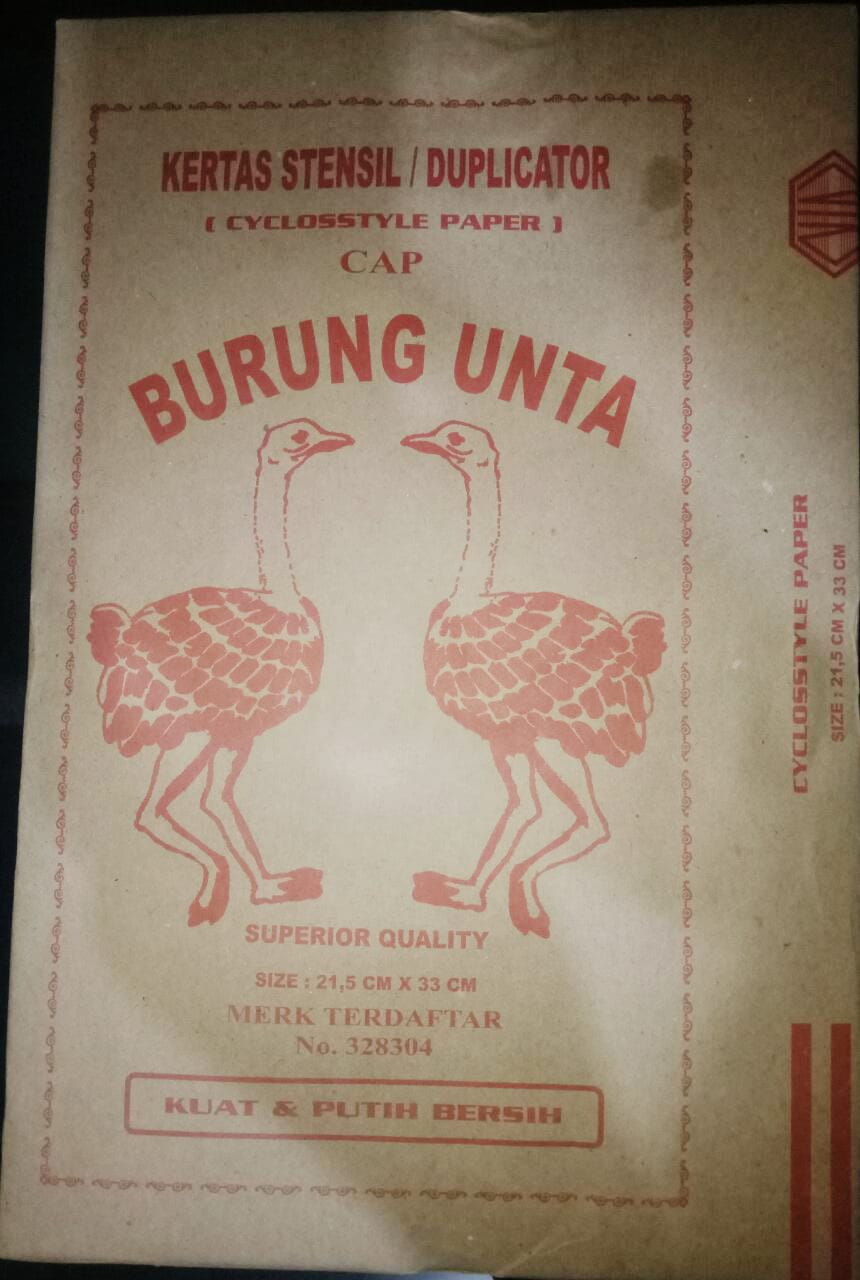 KERTAS STENSIL / DUPLICATOR
( CYCLOSSTYLE PAPER )
CAP
BURUNG UNTA
SUPERIOR QUALITY
SIZE : 21,5 CM X 33 CM
MERK TERDAFTAR
No. 328304
KUAT & PUTIH BERSIH
CYCLOSSTYLE PAPER
SIZE : 21,5 CM X 33 CM